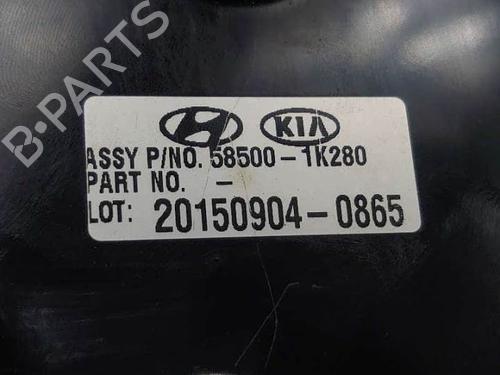 B-PARTS
KIA
ASSY P/NO. 58500-1K280
PART NO. -
LOT: 20150904-0865